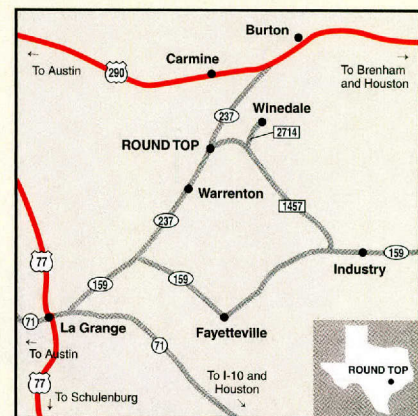 Burton
←
To Austin
290
Carmine
→
To Brenham
and Houston
237
Winedale
2714
ROUND TOP
Warrenton
237
1457
77
159
159
159
Industry
71
La Grange
Fayetteville
←
To Austin
71
77
To Schulenburg
To I-10 and
Houston
ROUND TOP